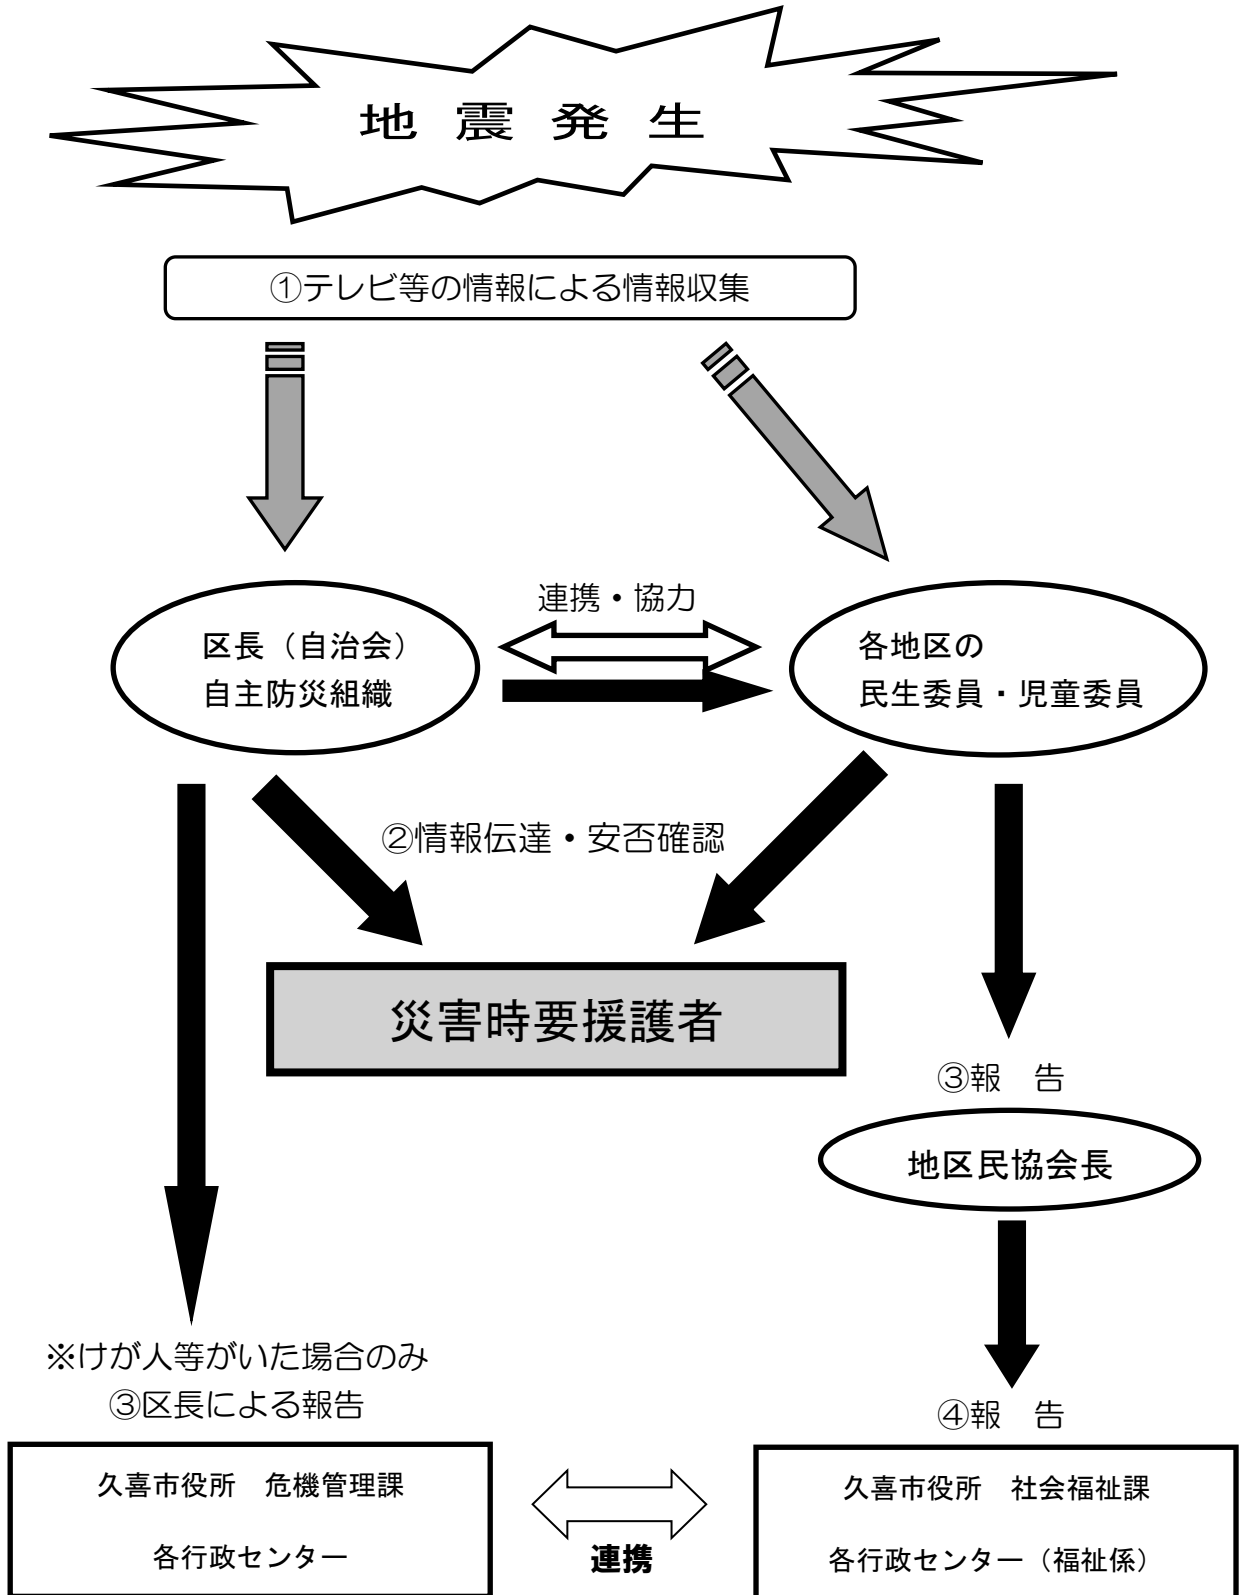 地 震 発 生
①テレビ等の情報による情報収集
連携・協力
区長（自治会）
自主防災組織
各地区の
民生委員・児童委員
②情報伝達・安否確認
災害時要援護者
③報　告
地区民協会長
※けが人等がいた場合のみ
③区長による報告
④報　告
久喜市役所　危機管理課
各行政センター
連携
久喜市役所　社会福祉課
各行政センター（福祉係）